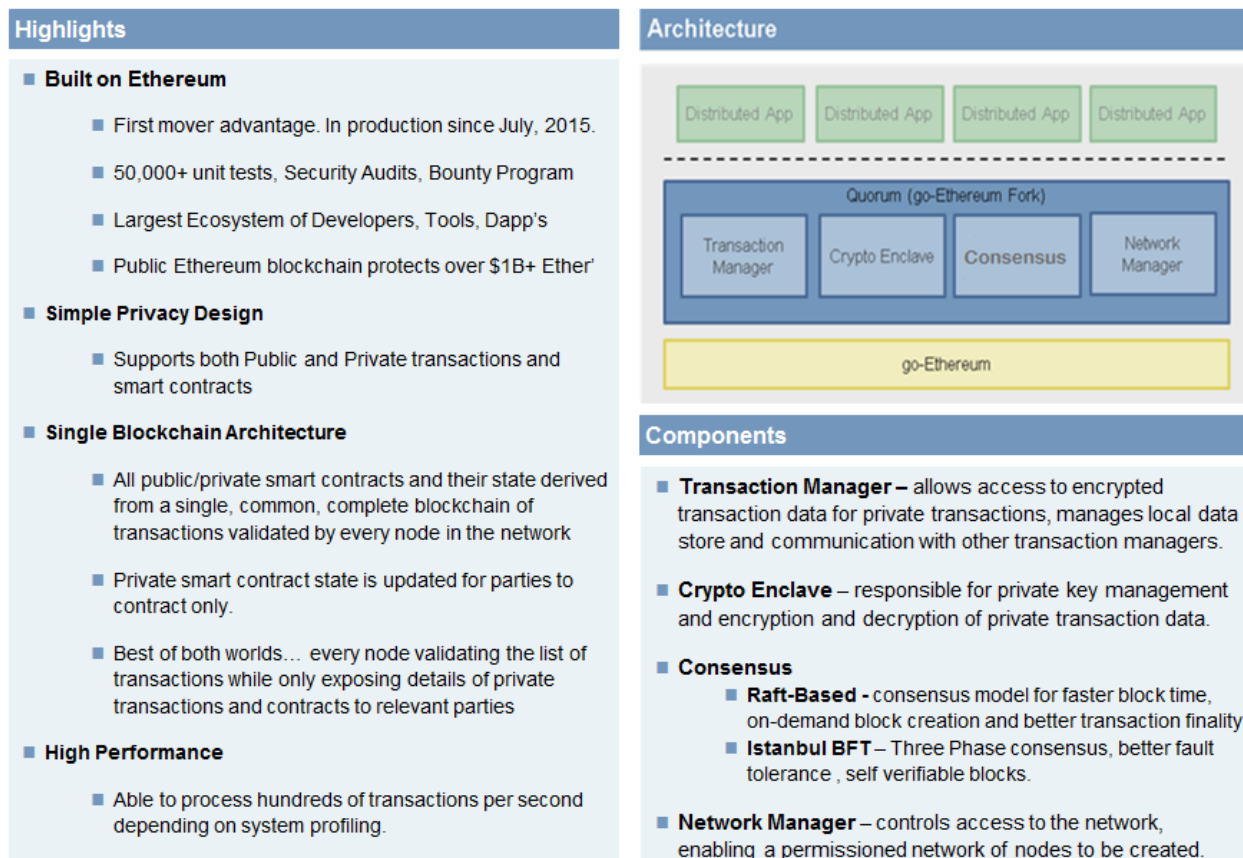 Highlights
Built on Ethereum
First mover advantage. In production since July, 2015.
50,000+ unit tests, Security Audits, Bounty Program
Largest Ecosystem of Developers, Tools, Dapp's
Public Ethereum blockchain protects over $1B+ Ether'
Simple Privacy Design
Supports both Public and Private transactions and
smart contracts
Single Blockchain Architecture
All public/private smart contracts and their state derived
from a single, common, complete blockchain of
transactions validated by every node in the network
Private smart contract state is updated for parties to
contract only.
Best of both worlds… every node validating the list of
transactions while only exposing details of private
transactions and contracts to relevant parties
High Performance
Able to process hundreds of transactions per second
depending on system profiling.
Architecture
Distributed App
Distributed App
Distributed App
Distributed App
Quorum (go-Ethereum Fork)
Transaction
Manager
Crypto Enclave
Consensus
Network
Manager
go-Ethereum
Components
Transaction Manager – allows access to encrypted
transaction data for private transactions, manages local data
store and communication with other transaction managers.
Crypto Enclave – responsible for private key management
and encryption and decryption of private transaction data.
Consensus
Raft-Based - consensus model for faster block time,
on-demand block creation and better transaction finality
Istanbul BFT – Three Phase consensus, better fault
tolerance , self verifiable blocks.
Network Manager – controls access to the network,
enabling a permissioned network of nodes to be created.